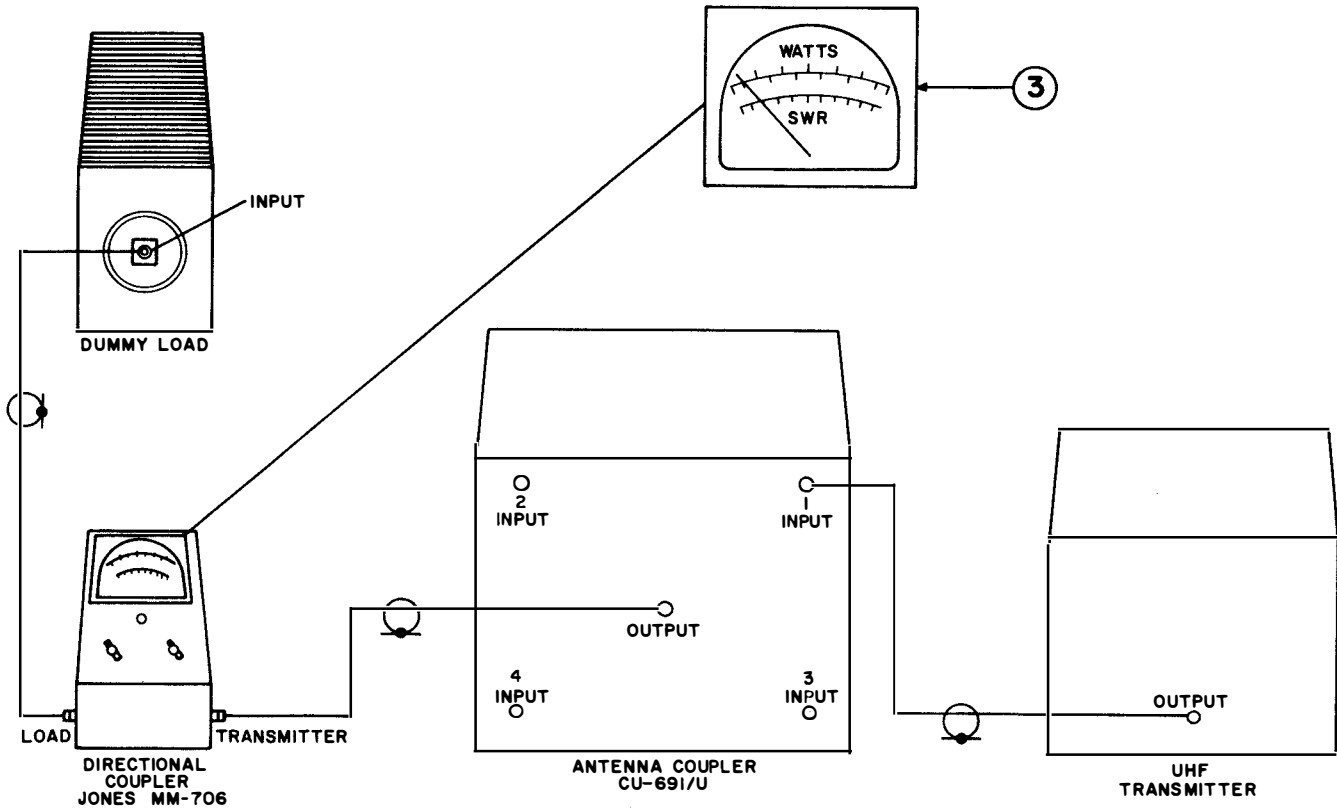 WATTS
SWR
3
INPUT
DUMMY LOAD
2
INPUT
1
INPUT
OUTPUT
4
INPUT
3
INPUT
OUTPUT
LOAD
TRANSMITTER
DIRECTIONAL
COUPLER
JONES MM-706
ANTENNA COUPLER
CU-691/U
UHF
TRANSMITTER